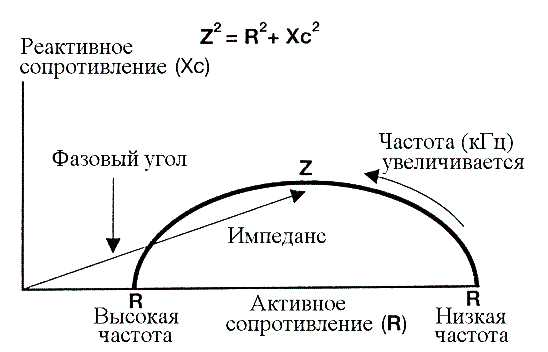 Z² = R² + Xc²
Реактивное
сопротивление (Xc)
Частота (кГц)
увеличивается
Фазовый угол
Z
Импеданс
R
R
Высокая
частота
Активное
сопротивление (R)
Низкая
частота